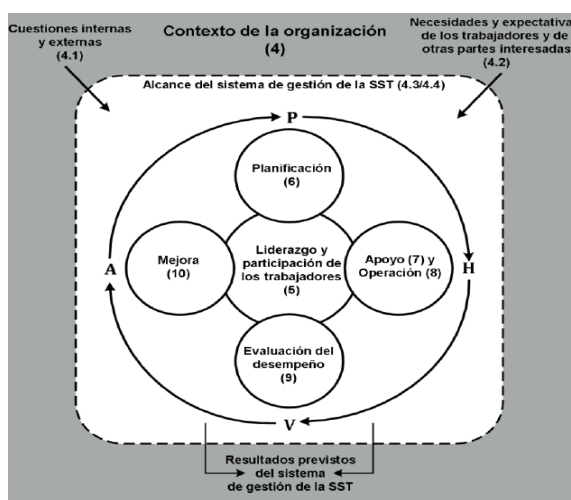 Cuestiones internas
y externas
(4.1)
Contexto de la organización
(4)
Necesidades y expectativa
de los trabajadores y de
otras partes interesadas
(4.2)
Alcance del sistema de gestión de la SST (4.3/4.4)
P
Planificación
(6)
A
Mejora
(10)
Liderazgo y
participación de
los trabajadores
(5)
Apoyo (7) y
Operación (8)
H
Evaluación del
desempeño
(9)
V
Resultados previstos
del sistema
de gestión de la SST